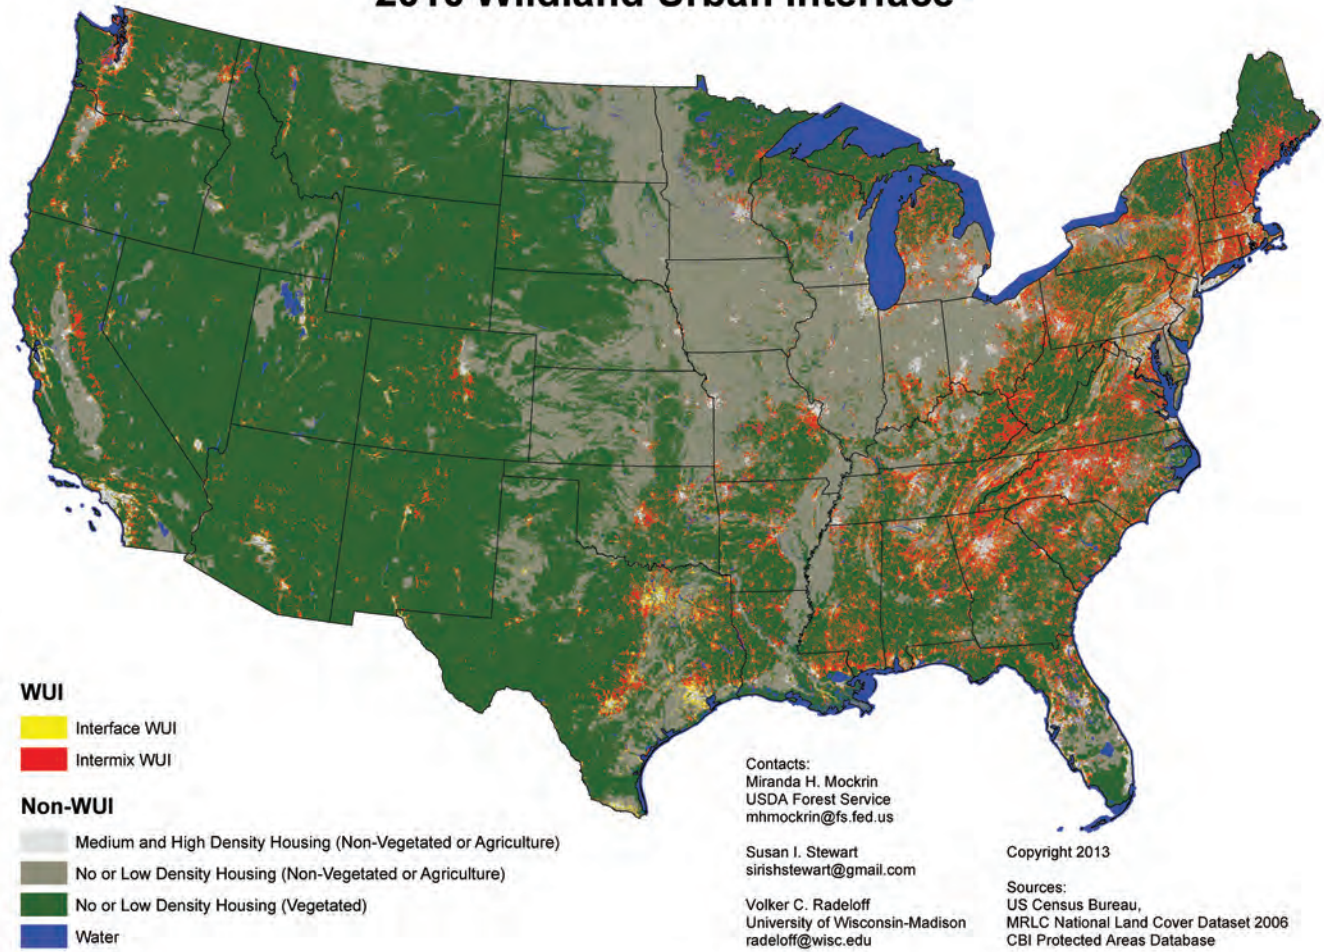 2010 Wildland Urban Interface
WUI
Interface WUI
Intermix WUI
Non-WUI
Medium and High Density Housing (Non-Vegetated or Agriculture)
No or Low Density Housing (Non-Vegetated or Agriculture)
No or Low Density Housing (Vegetated)
Water
Contacts:
Miranda H. Mockrin
USDA Forest Service
mhmockrin@fs.fed.us
Susan I. Stewart
sirishstewart@gmail.com
Volker C. Radeloff
University of Wisconsin-Madison
radeloff@wisc.edu
Copyright 2013
Sources:
US Census Bureau,
MRLC National Land Cover Dataset 2006
CBI Protected Areas Database